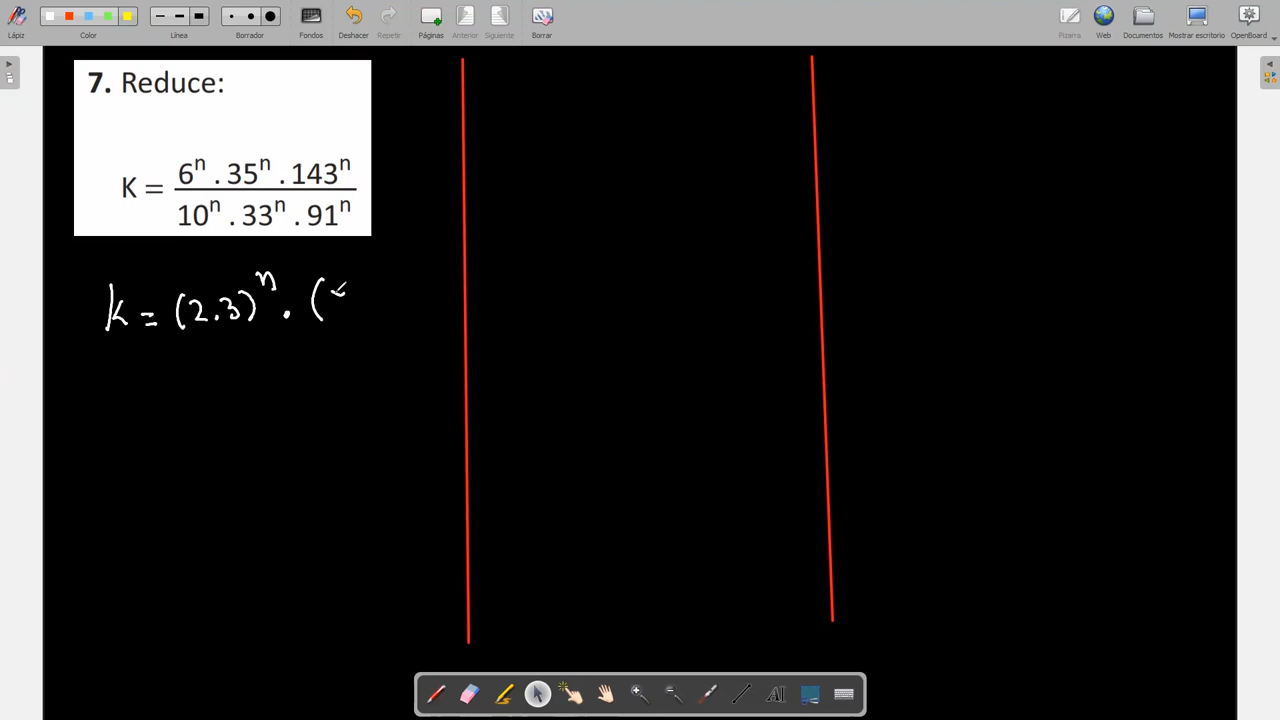 Lápiz Color Línea Borrador Fondos Deshacer Repetir Páginas Anterior Siguiente Borrar Pizarra Web Documentos Mostrar escritorio OpenBoard
7. Reduce:
K = 6ⁿ . 35ⁿ . 143ⁿ / 10ⁿ . 33ⁿ . 91ⁿ
K = (2.3)ⁿ . (
AI